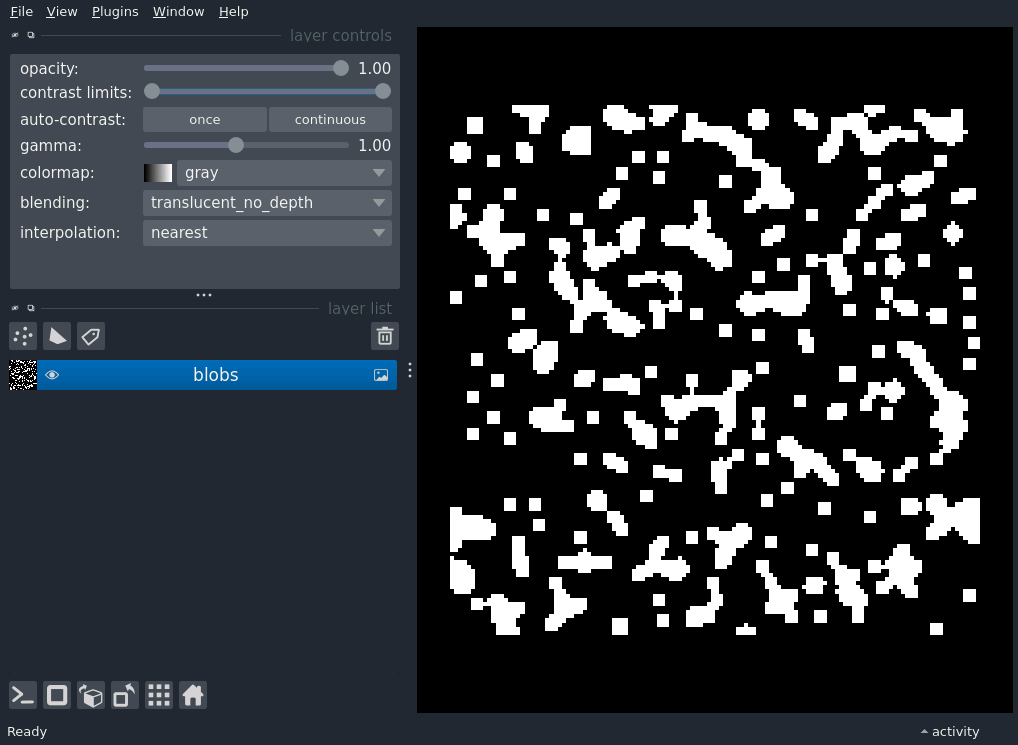 File View Plugins Window Help
layer controls
opacity: 1.00
contrast limits:
auto-contrast: once continuous
gamma: 1.00
colormap: gray
blending: translucent_no_depth
interpolation: nearest
layer list
blobs
Ready activity